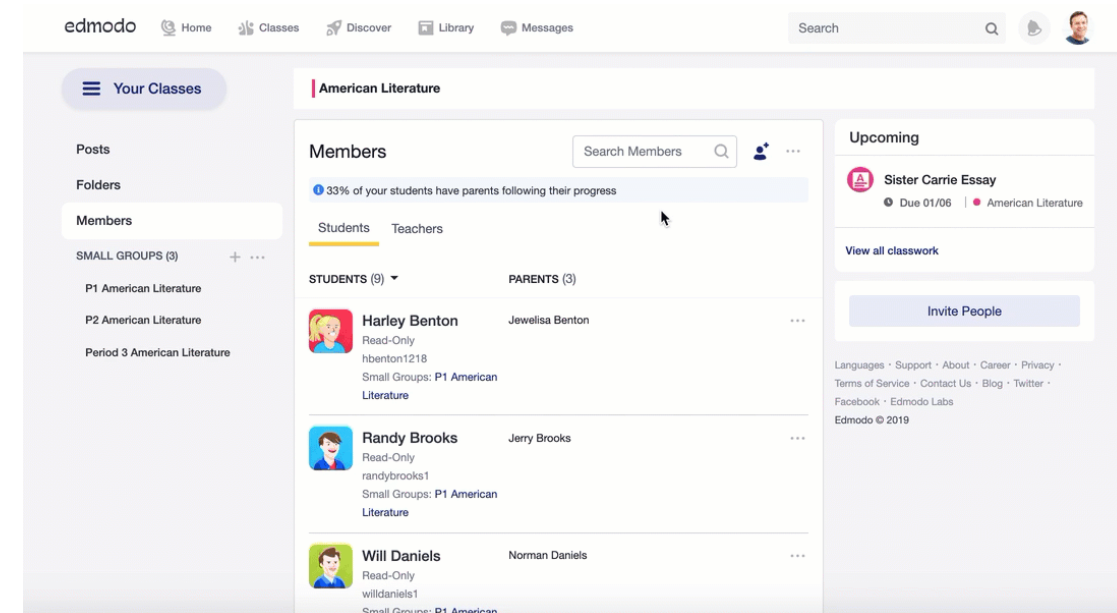 edmodo
Home
Classes
Discover
Library
Messages
Search
Your Classes
Posts
Folders
Members
SMALL GROUPS (3)
P1 American Literature
P2 American Literature
Period 3 American Literature
American Literature
Members
Search Members
33% of your students have parents following their progress
Students
Teachers
STUDENTS (9)
PARENTS (3)
Harley Benton
Jewelisa Benton
Read-Only
hbenton1218
Small Groups: P1 American
Literature
Randy Brooks
Jerry Brooks
Read-Only
randybrooks1
Small Groups: P1 American
Literature
Will Daniels
Norman Daniels
Read-Only
willdaniels1
Small Groups: P1 American
Upcoming
Sister Carrie Essay
Due 01/06 | American Literature
View all classwork
Invite People
Languages · Support · About · Career · Privacy ·
Terms of Service · Contact Us · Blog · Twitter ·
Facebook · Edmodo Labs
Edmodo © 2019